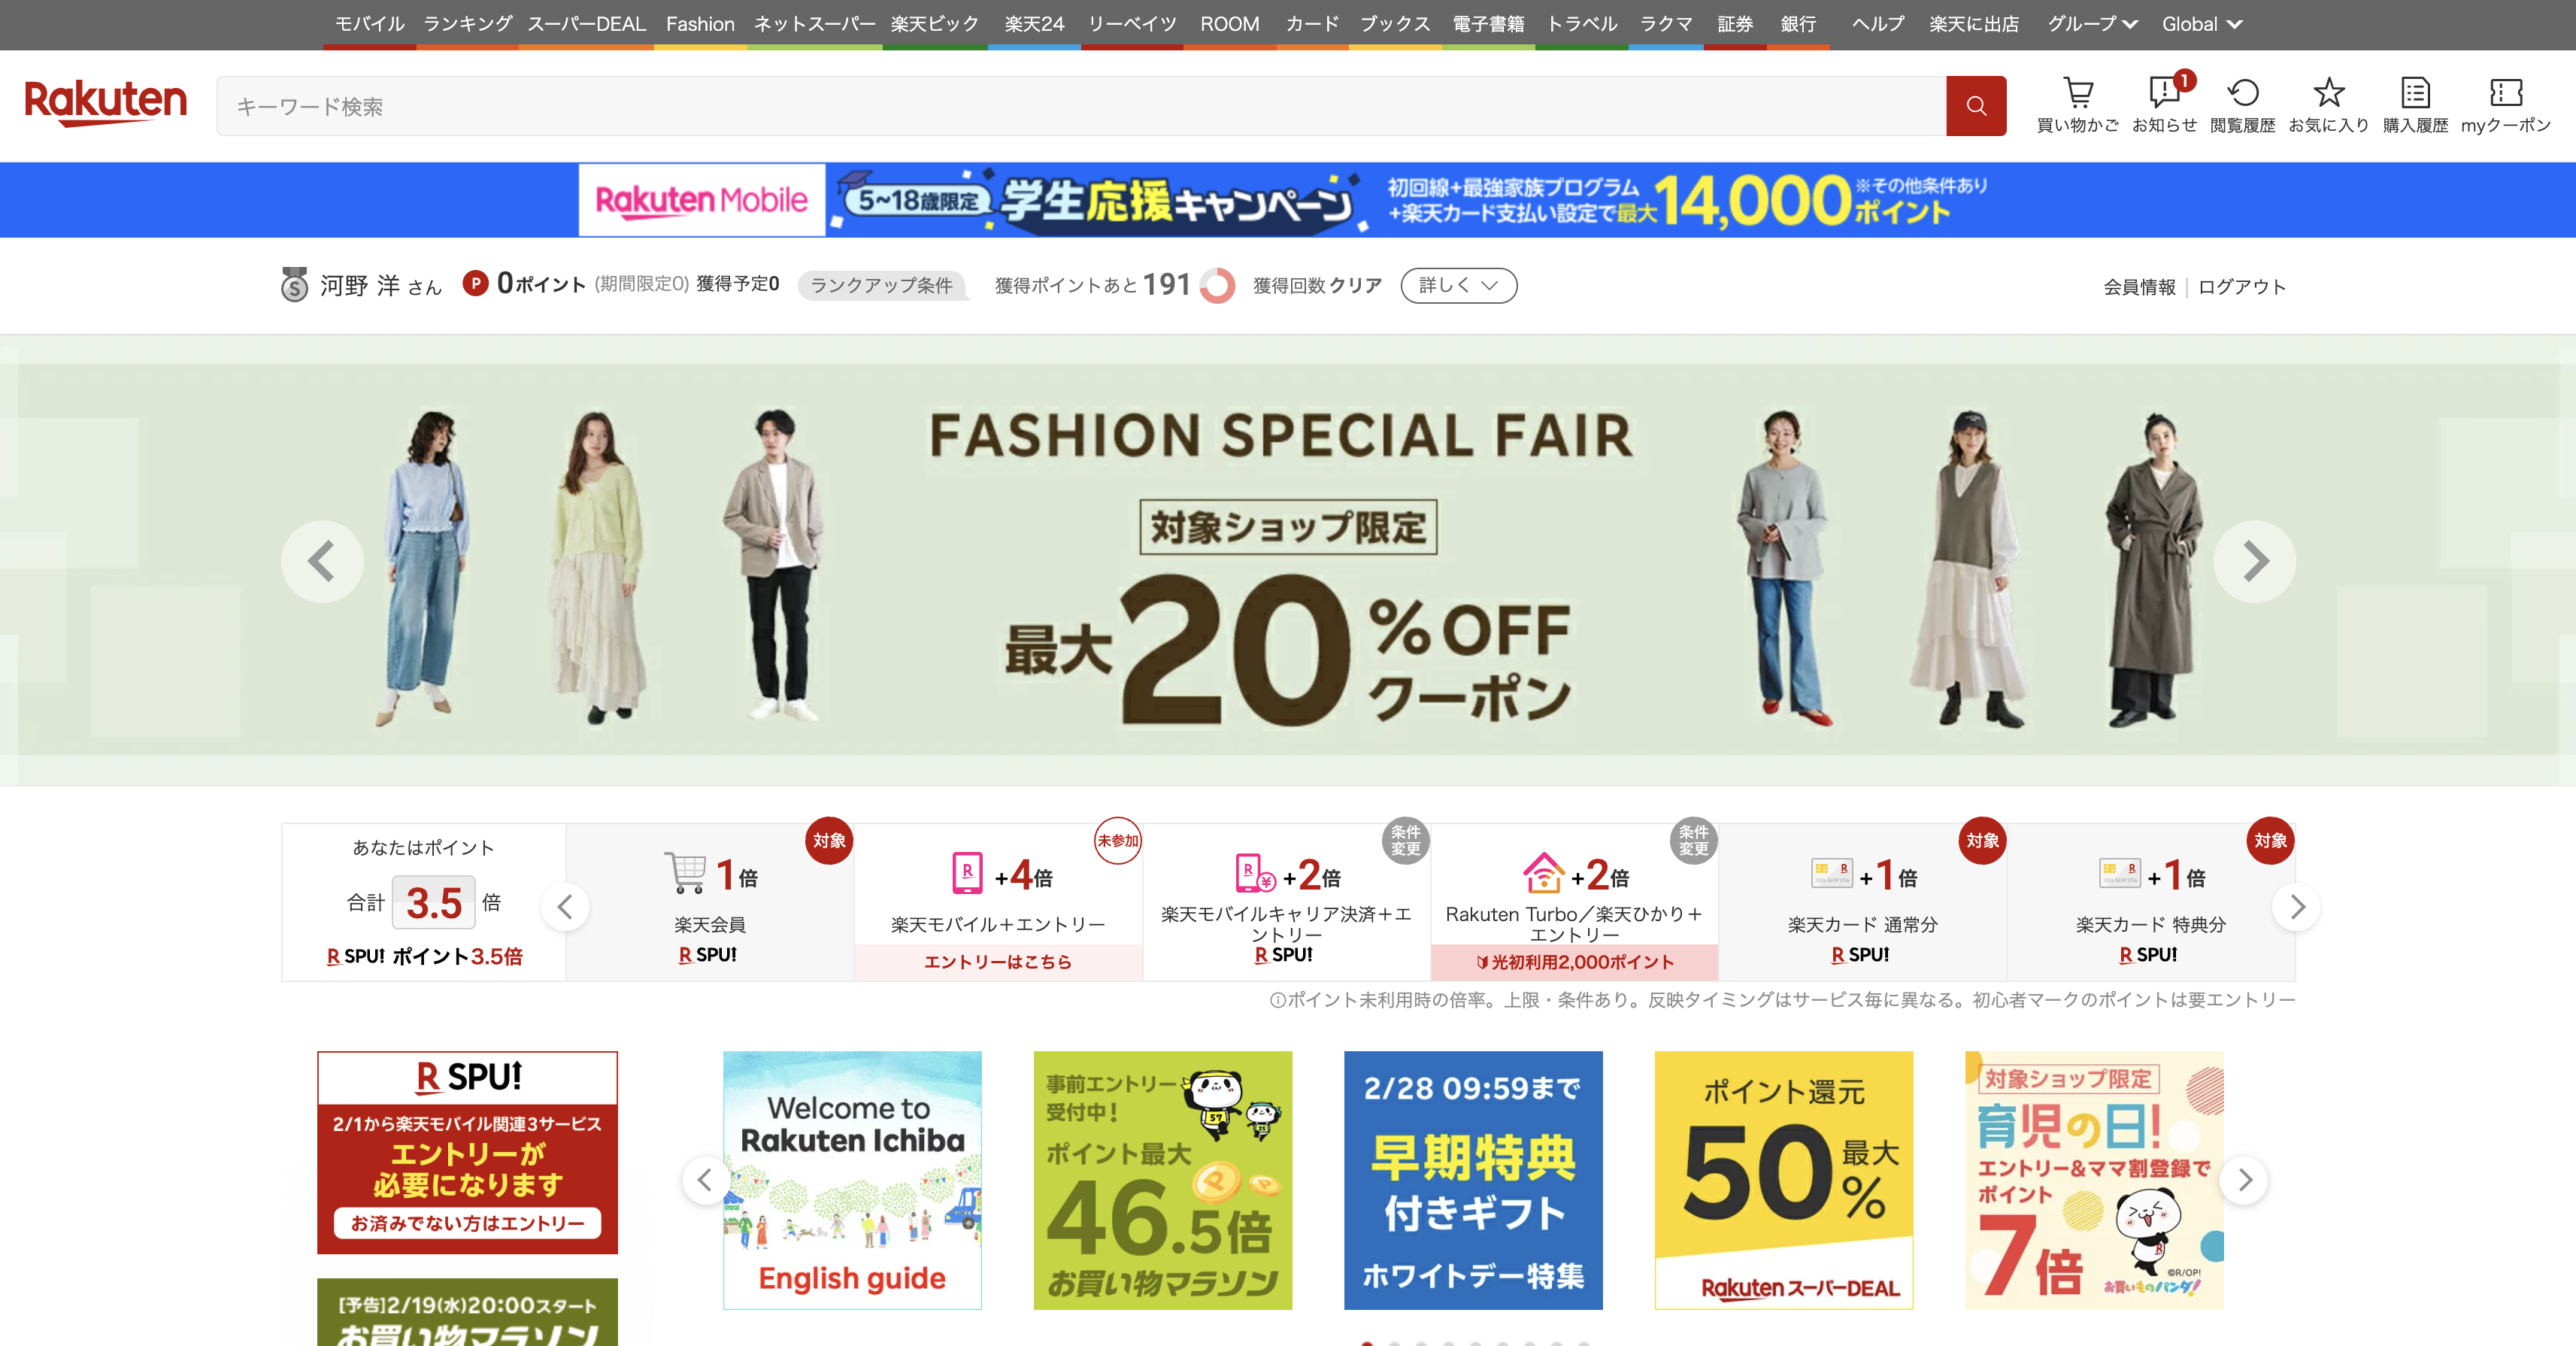 モバイル ランキング スーパーDEAL Fashion ネットスーパー 楽天ビック 楽天24 リーベイツ ROOM カード ブックス 電子書籍 トラベル ラクマ 証券 銀行 ヘルプ 楽天に出店 グループ Global
Rakuten
キーワード検索
1
買い物かご お知らせ 閲覧履歴 お気に入り 購入履歴 myクーポン
Rakuten Mobile
5~18歳限定 学生応援キャンペーン
初回線+最強家族プログラム
+楽天カード支払い設定で最大14,000ポイント
※その他条件あり
S 河野 洋 さん P 0ポイント (期間限定0) 獲得予定0 ランクアップ条件 獲得ポイントあと 191 獲得回数 クリア 詳しく
会員情報 ログアウト
FASHION SPECIAL FAIR
対象ショップ限定
最大20%OFF
クーポン
あなたはポイント
合計 3.5 倍
R SPU! ポイント3.5倍
対象
1倍
楽天会員
R SPU!
未参加
R +4倍
楽天モバイル+エントリー
エントリーはこちら
条件
変更
R ¥ +2倍
楽天モバイルキャリア決済+エ
ントリー
R SPU!
条件
変更
+2倍
Rakuten Turbo/楽天ひかり+
エントリー
光初利用2,000ポイント
対象
+1倍
楽天カード 通常分
R SPU!
対象
+1倍
楽天カード 特典分
R SPU!
ⓘポイント未利用時の倍率。上限・条件あり。反映タイミングはサービス毎に異なる。初心者マークのポイントは要エントリー
R SPU!
2/1から楽天モバイル関連3サービス
エントリーが
必要になります
お済みでない方はエントリー
[予告]2/19(水)20:00スタート
お買い物マラソン
Welcome to
Rakuten Ichiba
English guide
事前エントリー
受付中!
57
ポイント最大
46.5倍
お買い物マラソン
2/28 09:59まで
早期特典
付きギフト
ホワイトデー特集
ポイント還元
50%
最大
Rakuten スーパーDEAL
対象ショップ限定
育児の日!
エントリー&ママ割登録で
ポイント
7倍
©R/OP!
お買いものパンダ!